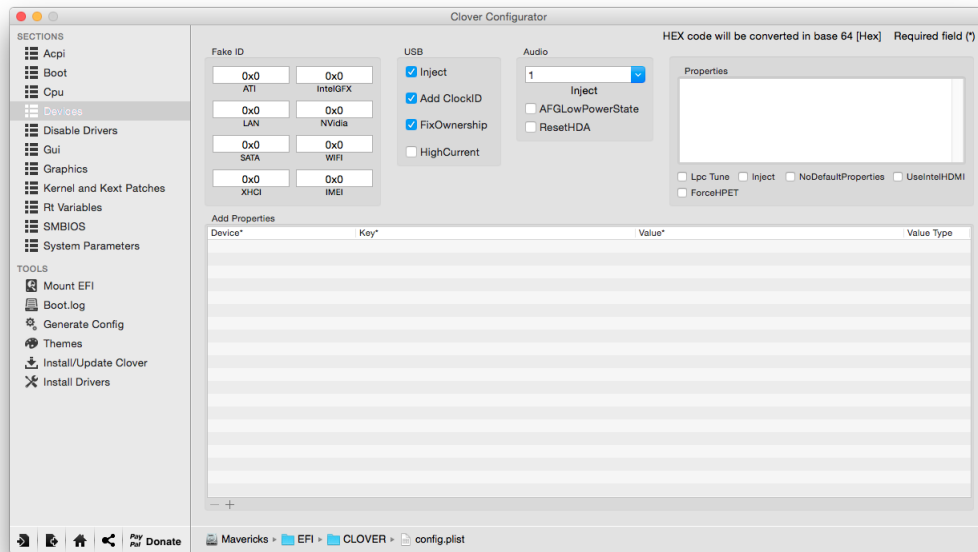 Clover Configurator
SECTIONS
Acpi
Boot
Cpu
Devices
Disable Drivers
Gui
Graphics
Kernel and Kext Patches
Rt Variables
SMBIOS
System Parameters
TOOLS
Mount EFI
Boot.log
Generate Config
Themes
Install/Update Clover
Install Drivers
Pay Pal Donate
HEX code will be converted in base 64 [Hex] Required field (*)
Fake ID
0x0 0x0
ATI IntelGFX
0x0 0x0
LAN NVidia
0x0 0x0
SATA WIFI
0x0 0x0
XHCI IMEI
USB
Inject
Add ClockID
FixOwnership
HighCurrent
Audio
1
Inject
AFGLowPowerState
ResetHDA
Properties
Lpc Tune Inject NoDefaultProperties UseIntelHDMI
ForceHPET
Add Properties
Device* Key* Value* Value Type
Mavericks EFI CLOVER config.plist